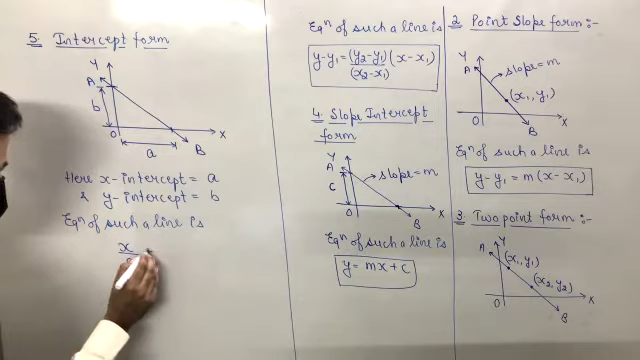 5. Intercept form
Y
A
b
O
X
a
B
Here x-intercept = a
& y-intercept = b
Eqⁿ of such a line is
x
Eqⁿ of such a line is
y-y₁ = (y₂-y₁)/(x₂-x₁) (x-x₁)
4. Slope Intercept
form
Y
A
slope=m
C
O
X
B
Eqⁿ of such a line is
y = mx+c
2. Point Slope form:-
Y
A
slope=m
(x₁,y₁)
O
X
B
Eqⁿ of such a line is
y-y₁ = m(x-x₁)
3. Two point form:-
Y
A
(x₁,y₁)
(x₂,y₂)
O
X
B